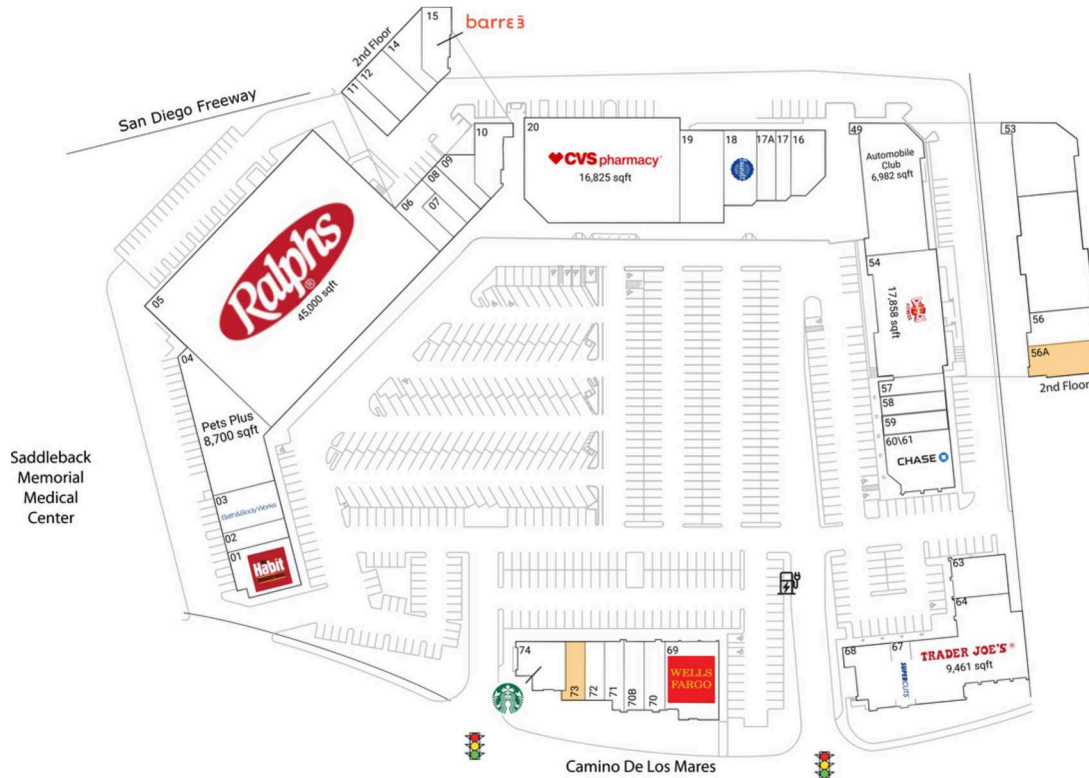 15
barre3
2nd Floor
14
12
11
San Diego Freeway
10
09
08
07
06
20
CVS pharmacy
16,825 sqft
19
18
17A
17
16
49
Automobile
Club
6,982 sqft
53
05
Ralphs
45,000 sqft
54
17,858 sqft
56
56A
2nd Floor
04
Pets Plus
8,700 sqft
57
58
59
60\61
CHASE
Saddleback
Memorial
Medical
Center
03
Bath&BodyWorks
02
01
Habit
63
64
74
73
72
71
70B
70
69
WELLS
FARGO
68
67
SUPERCUTS
TRADER JOE'S
9,461 sqft
Camino De Los Mares